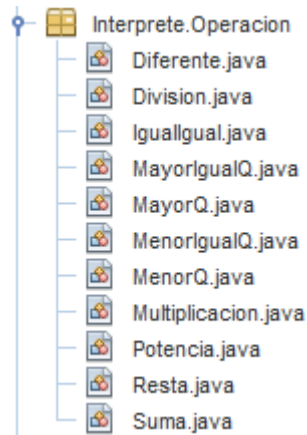 Interprete.Operacion
Diferente.java
Division.java
IgualIgual.java
MayorIgualQ.java
MayorQ.java
MenorIgualQ.java
MenorQ.java
Multiplicacion.java
Potencia.java
Resta.java
Suma.java